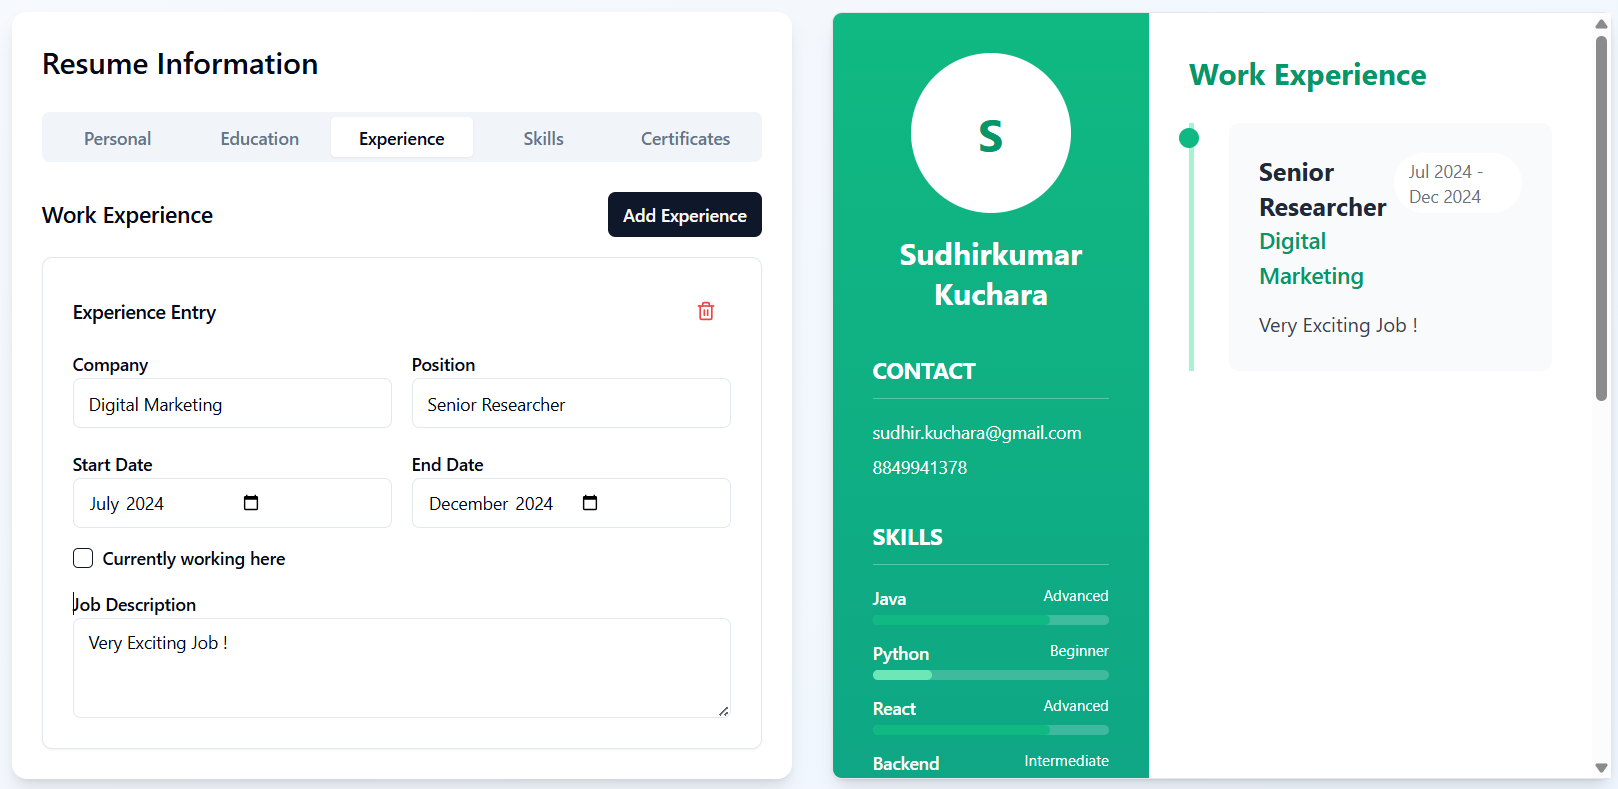 Resume Information
Personal
Education
Experience
Skills
Certificates
Work Experience
Add Experience
Experience Entry
Company
Position
Digital Marketing
Senior Researcher
Start Date
End Date
July 2024
December 2024
Currently working here
Job Description
Very Exciting Job !
S
Sudhirkumar
Kuchara
CONTACT
sudhir.kuchara@gmail.com
8849941378
SKILLS
Java
Advanced
Python
Beginner
React
Advanced
Backend
Intermediate
Work Experience
Senior
Researcher
Jul 2024 -
Dec 2024
Digital
Marketing
Very Exciting Job !